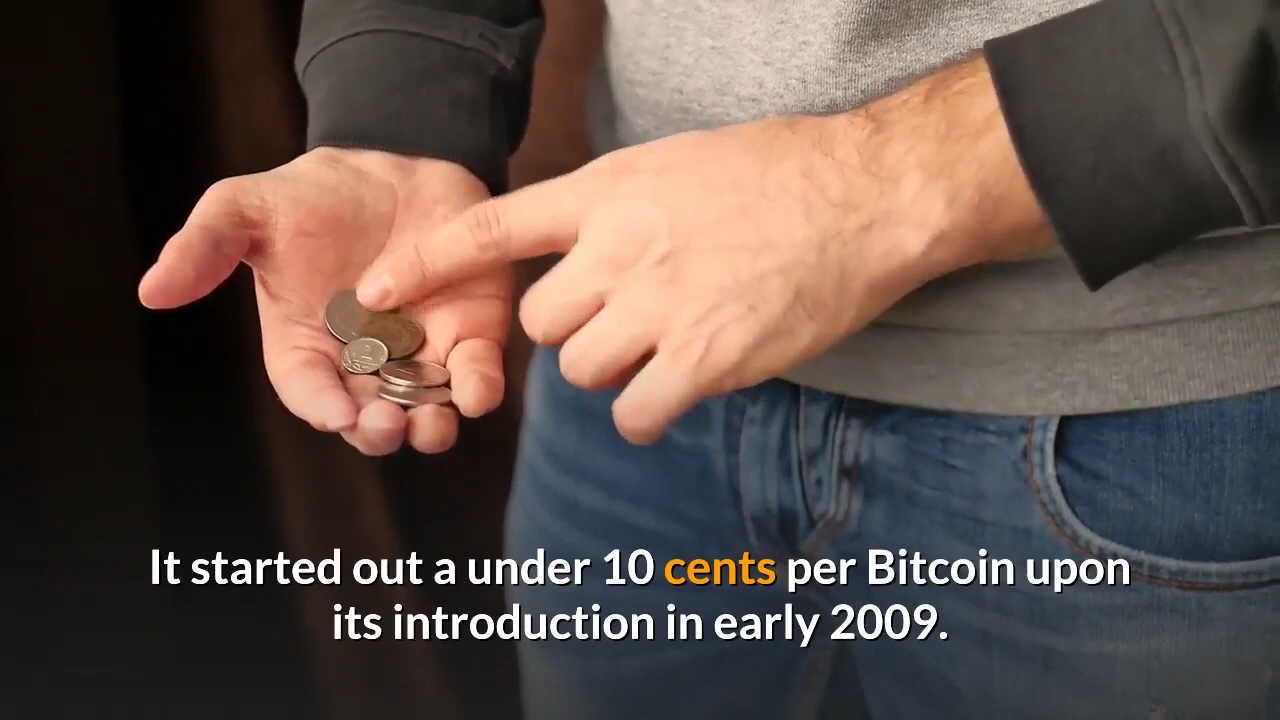 It started out a under 10 cents per Bitcoin upon
its introduction in early 2009.